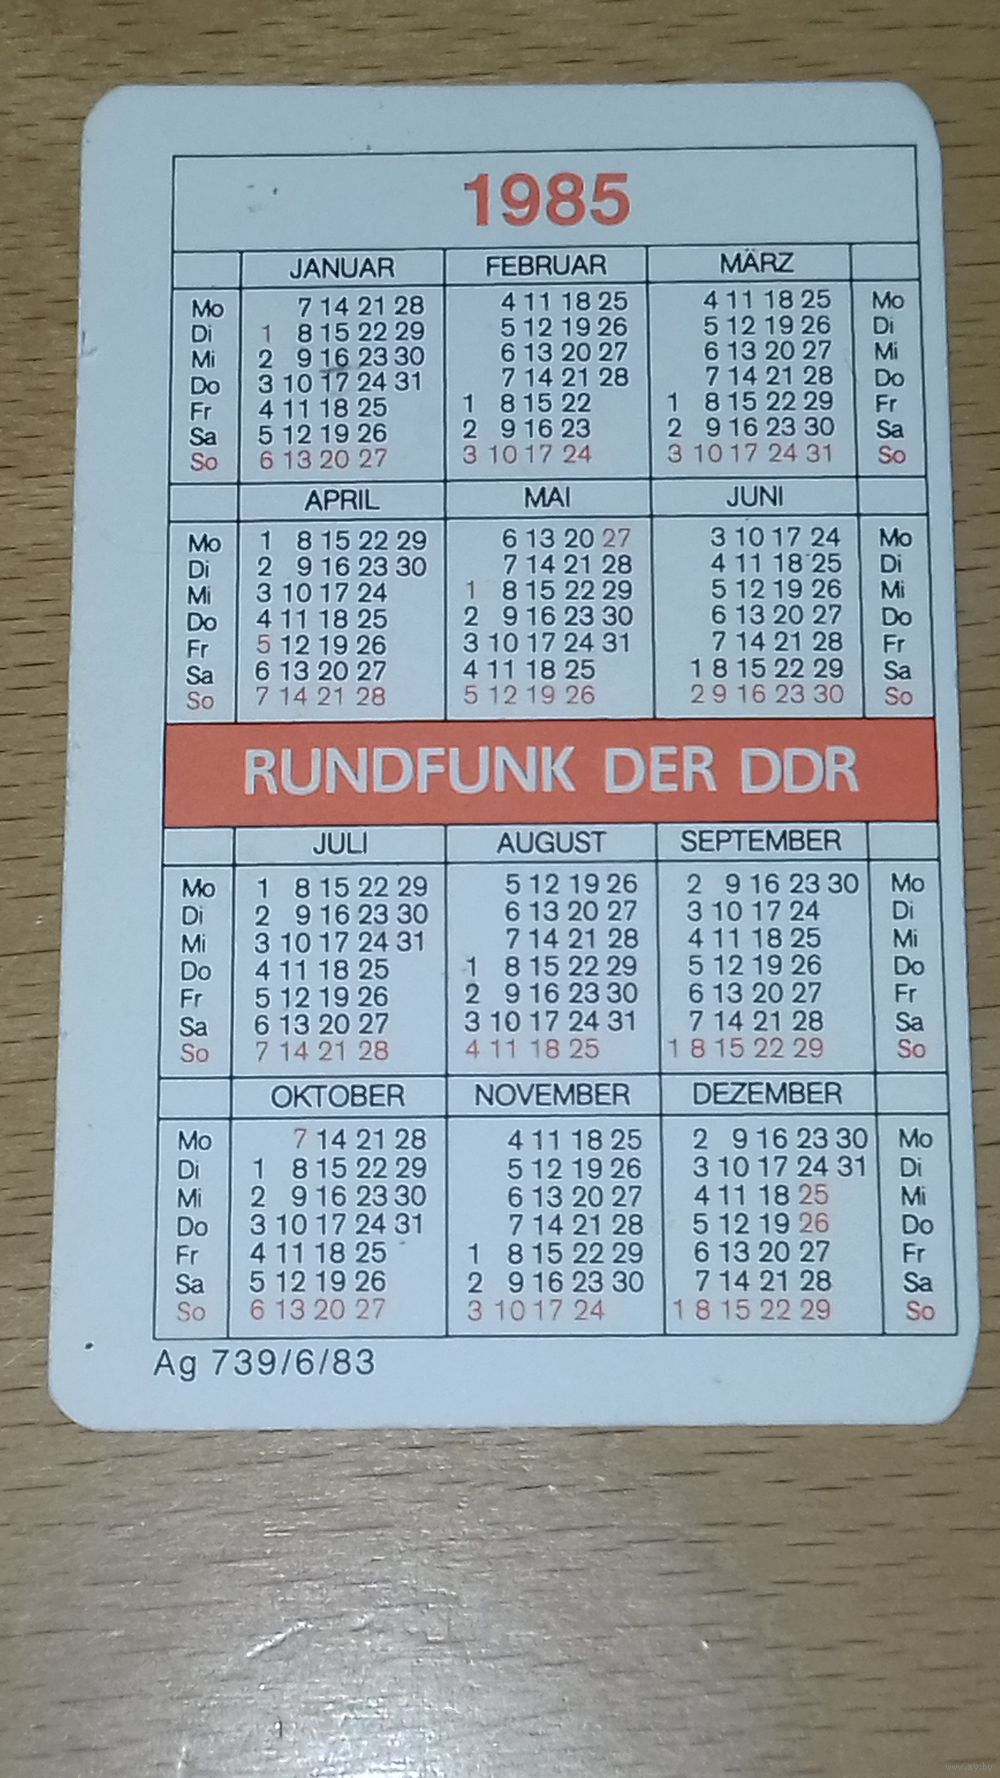 1985
JANUAR FEBRUAR MÄRZ
Mo 7 14 21 28 4 11 18 25 4 11 18 25 Mo
Di 1 8 15 22 29 5 12 19 26 5 12 19 26 Di
Mi 2 9 16 23 30 6 13 20 27 6 13 20 27 Mi
Do 3 10 17 24 31 7 14 21 28 7 14 21 28 Do
Fr 4 11 18 25 1 8 15 22 1 8 15 22 29 Fr
Sa 5 12 19 26 2 9 16 23 2 9 16 23 30 Sa
So 6 13 20 27 3 10 17 24 3 10 17 24 31 So
APRIL MAI JUNI
Mo 1 8 15 22 29 6 13 20 27 3 10 17 24 Mo
Di 2 9 16 23 30 7 14 21 28 4 11 18 25 Di
Mi 3 10 17 24 1 8 15 22 29 5 12 19 26 Mi
Do 4 11 18 25 2 9 16 23 30 6 13 20 27 Do
Fr 5 12 19 26 3 10 17 24 31 7 14 21 28 Fr
Sa 6 13 20 27 4 11 18 25 1 8 15 22 29 Sa
So 7 14 21 28 5 12 19 26 2 9 16 23 30 So
RUNDFUNK DER DDR
JULI AUGUST SEPTEMBER
Mo 1 8 15 22 29 5 12 19 26 2 9 16 23 30 Mo
Di 2 9 16 23 30 6 13 20 27 3 10 17 24 Di
Mi 3 10 17 24 31 7 14 21 28 4 11 18 25 Mi
Do 4 11 18 25 1 8 15 22 29 5 12 19 26 Do
Fr 5 12 19 26 2 9 16 23 30 6 13 20 27 Fr
Sa 6 13 20 27 3 10 17 24 31 7 14 21 28 Sa
So 7 14 21 28 4 11 18 25 1 8 15 22 29 So
OKTOBER NOVEMBER DEZEMBER
Mo 7 14 21 28 4 11 18 25 2 9 16 23 30 Mo
Di 1 8 15 22 29 5 12 19 26 3 10 17 24 31 Di
Mi 2 9 16 23 30 6 13 20 27 4 11 18 25 Mi
Do 3 10 17 24 31 7 14 21 28 5 12 19 26 Do
Fr 4 11 18 25 1 8 15 22 29 6 13 20 27 Fr
Sa 5 12 19 26 2 9 16 23 30 7 14 21 28 Sa
So 6 13 20 27 3 10 17 24 1 8 15 22 29 So
Ag 739/6/83